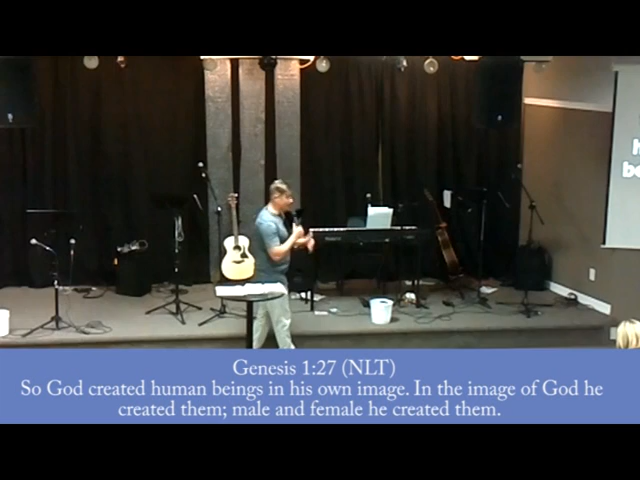 h
be
Genesis 1:27 (NLT)
So God created human beings in his own image. In the image of God he
created them; male and female he created them.